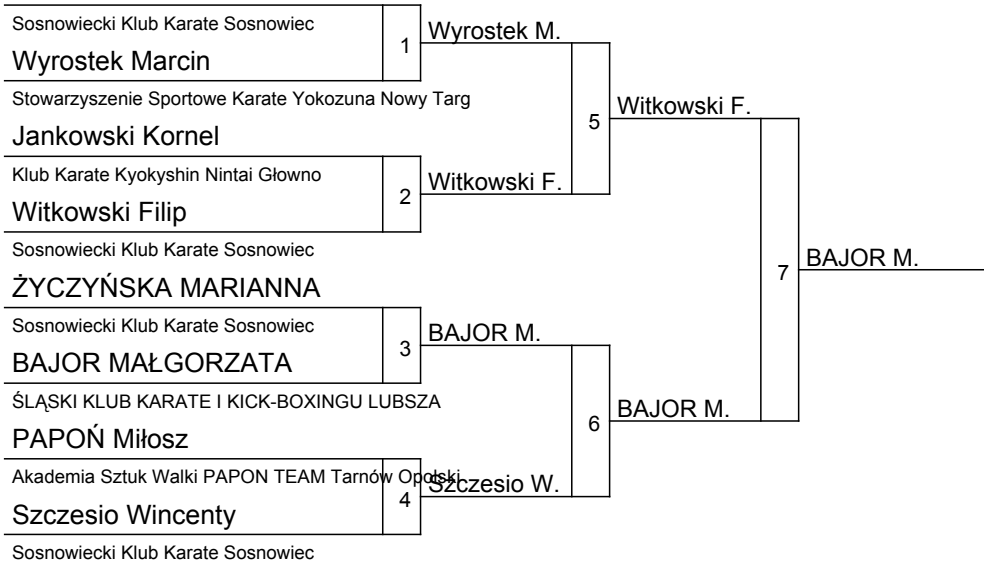 Sosnowiecki Klub Karate Sosnowiec
Wyrostek Marcin
1
Wyrostek M.
Stowarzyszenie Sportowe Karate Yokozuna Nowy Targ
Jankowski Kornel
5
Witkowski F.
Klub Karate Kyokyshin Nintai Głowno
Witkowski Filip
2
Witkowski F.
Sosnowiecki Klub Karate Sosnowiec
ŻYCZYŃSKA MARIANNA
7
BAJOR M.
Sosnowiecki Klub Karate Sosnowiec
BAJOR MAŁGORZATA
3
BAJOR M.
ŚLĄSKI KLUB KARATE I KICK-BOXINGU LUBSZA
PAPOŃ Miłosz
6
BAJOR M.
Akademia Sztuk Walki PAPON TEAM Tarnów Opolski
Szczesio Wincenty
4
Szczesio W.
Sosnowiecki Klub Karate Sosnowiec